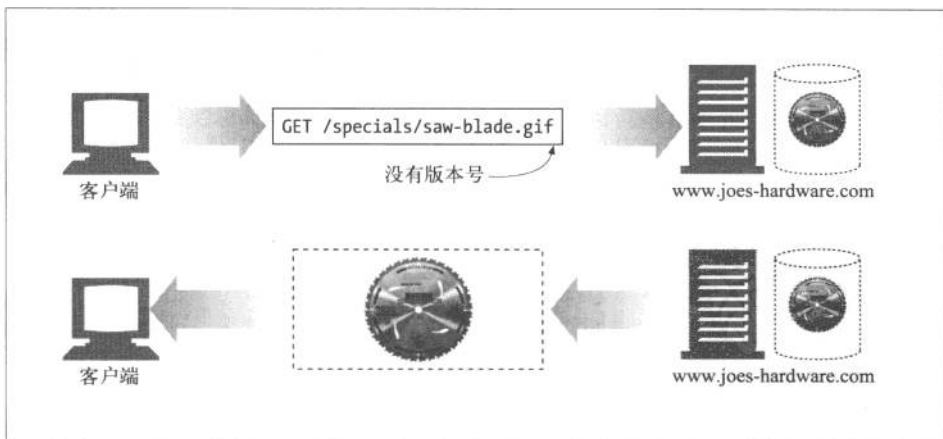 GET /specials/saw-blade.gif
没有版本号
客户端
www.joes-hardware.com
客户端
www.joes-hardware.com